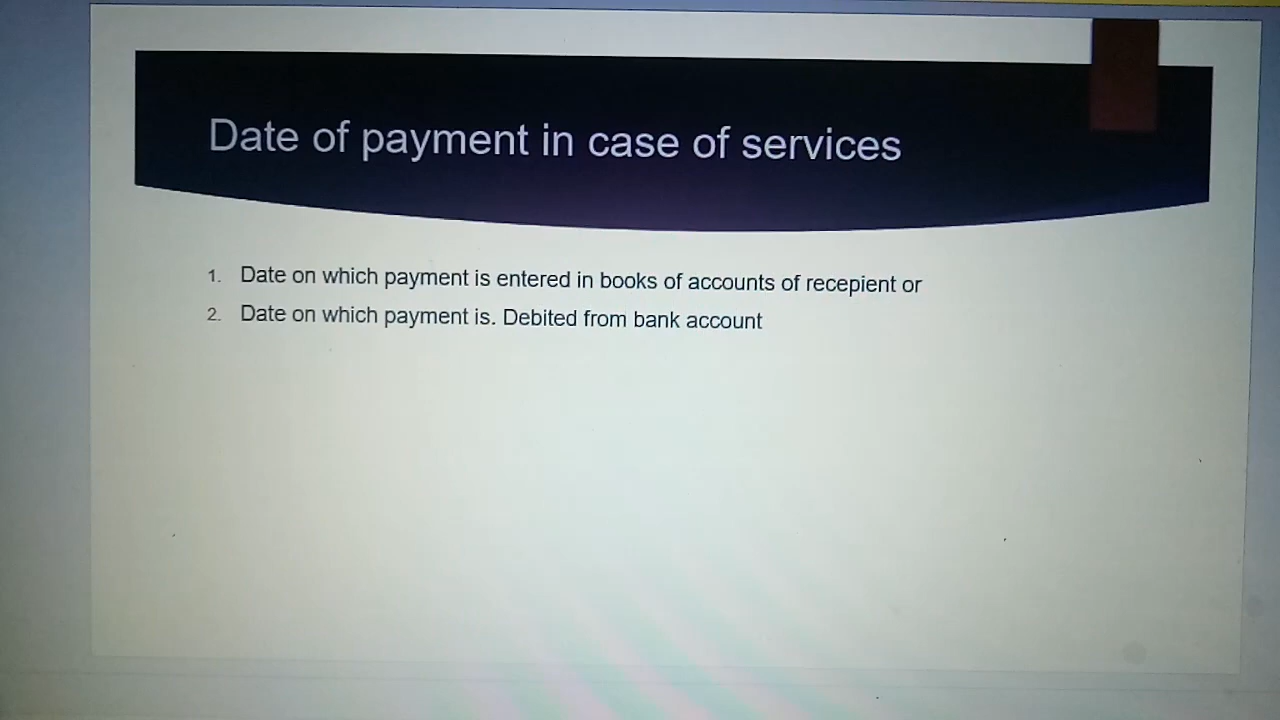 Date of payment in case of services
1. Date on which payment is entered in books of accounts of recepient or
2. Date on which payment is. Debited from bank account